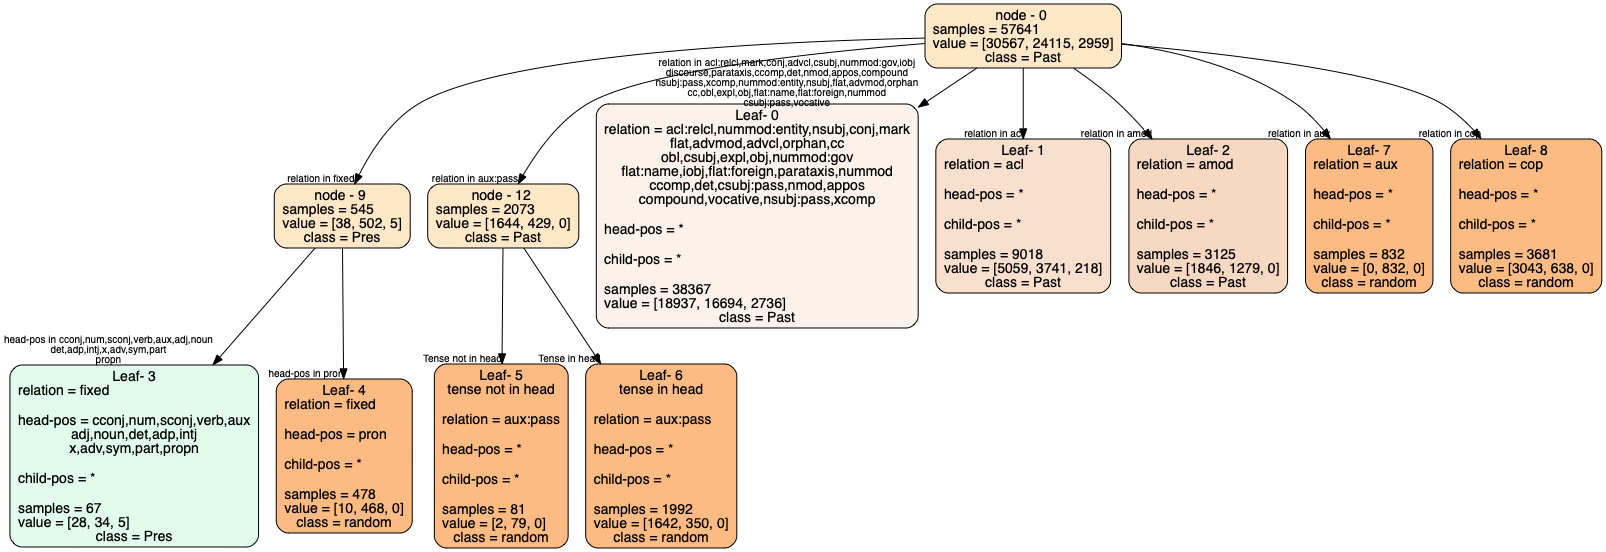 node - 0
samples = 57641
value = [30567, 24115, 2959]
class = Past
relation in acl:relcl,mark,conj,advcl,csubj,nummod:gov,iobj
discourse,parataxis,ccomp,det,nmod,appos,compound
nsubj:pass,xcomp,nummod:entity,nsubj,flat,advmod,orphan
cc,obl,expl,obj,flat:name,flat:foreign,nummod
csubj:pass,vocative
Leaf- 0
relation = acl:relcl,nummod:entity,nsubj,conj,mark
flat,advmod,advcl,orphan,cc
obl,csubj,expl,obj,nummod:gov
flat:name,iobj,flat:foreign,parataxis,nummod
ccomp,det,csubj:pass,nmod,appos
compound,vocative,nsubj:pass,xcomp
head-pos = *
child-pos = *
samples = 38367
value = [18937, 16694, 2736]
class = Past
relation in acl
Leaf- 1
relation = acl
head-pos = *
child-pos = *
samples = 9018
value = [5059, 3741, 218]
class = Past
relation in amod
Leaf- 2
relation = amod
head-pos = *
child-pos = *
samples = 3125
value = [1846, 1279, 0]
class = Past
relation in aux
Leaf- 7
relation = aux
head-pos = *
child-pos = *
samples = 832
value = [0, 832, 0]
class = random
relation in cop
Leaf- 8
relation = cop
head-pos = *
child-pos = *
samples = 3681
value = [3043, 638, 0]
class = random
relation in fixed
node - 9
samples = 545
value = [38, 502, 5]
class = Pres
relation in aux:pass
node - 12
samples = 2073
value = [1644, 429, 0]
class = Past
head-pos in cconj,num,sconj,verb,aux,adj,noun
det,adp,intj,x,adv,sym,part
propn
Leaf- 3
relation = fixed
head-pos = cconj,num,sconj,verb,aux
adj,noun,det,adp,intj
x,adv,sym,part,propn
child-pos = *
samples = 67
value = [28, 34, 5]
class = Pres
head-pos in pron
Leaf- 4
relation = fixed
head-pos = pron
child-pos = *
samples = 478
value = [10, 468, 0]
class = random
Tense not in head
Leaf- 5
tense not in head
relation = aux:pass
head-pos = *
child-pos = *
samples = 81
value = [2, 79, 0]
class = random
Tense in head
Leaf- 6
tense in head
relation = aux:pass
head-pos = *
child-pos = *
samples = 1992
value = [1642, 350, 0]
class = random